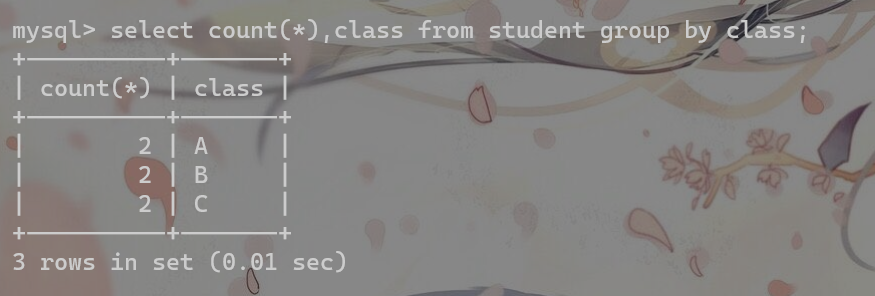 mysql> select count(*),class from student group by class;
+----------+-------+
| count(*) | class |
+----------+-------+
|        2 | A     |
|        2 | B     |
|        2 | C     |
+----------+-------+
3 rows in set (0.01 sec)